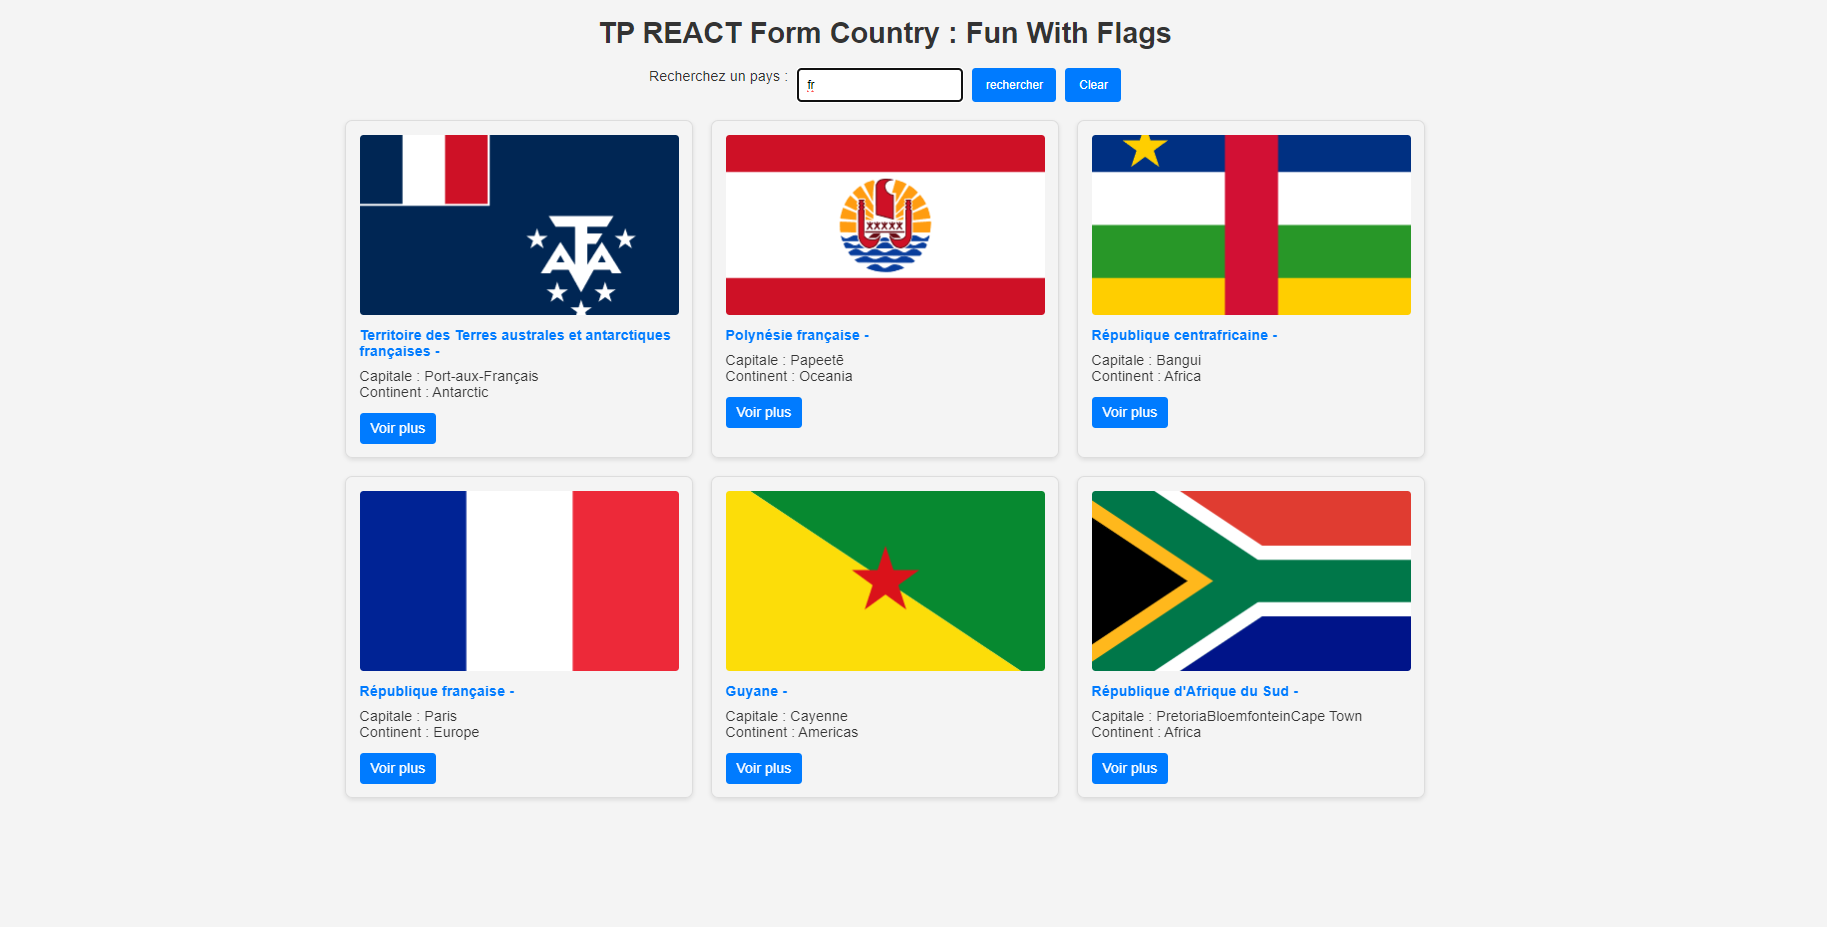 TP REACT Form Country : Fun With Flags
Recherchez un pays : fr rechercher Clear
Territoire des Terres australes et antarctiques
françaises -
Capitale : Port-aux-Français
Continent : Antarctic
Voir plus
Polynésie française -
Capitale : Papeetē
Continent : Oceania
Voir plus
République centrafricaine -
Capitale : Bangui
Continent : Africa
Voir plus
République française -
Capitale : Paris
Continent : Europe
Voir plus
Guyane -
Capitale : Cayenne
Continent : Americas
Voir plus
République d'Afrique du Sud -
Capitale : PretoriaBloemfonteinCape Town
Continent : Africa
Voir plus